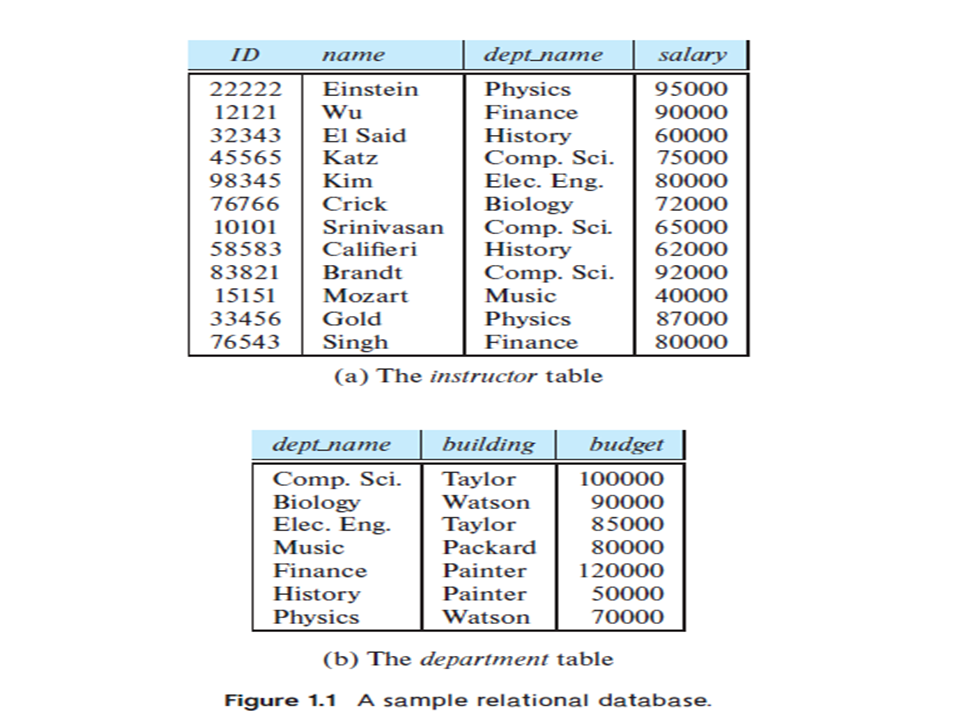 ID name dept_name salary
22222 Einstein Physics 95000
12121 Wu Finance 90000
32343 El Said History 60000
45565 Katz Comp. Sci. 75000
98345 Kim Elec. Eng. 80000
76766 Crick Biology 72000
10101 Srinivasan Comp. Sci. 65000
58583 Califieri History 62000
83821 Brandt Comp. Sci. 92000
15151 Mozart Music 40000
33456 Gold Physics 87000
76543 Singh Finance 80000
(a) The instructor table
dept_name building budget
Comp. Sci. Taylor 100000
Biology Watson 90000
Elec. Eng. Taylor 85000
Music Packard 80000
Finance Painter 120000
History Painter 50000
Physics Watson 70000
(b) The department table
Figure 1.1 A sample relational database.